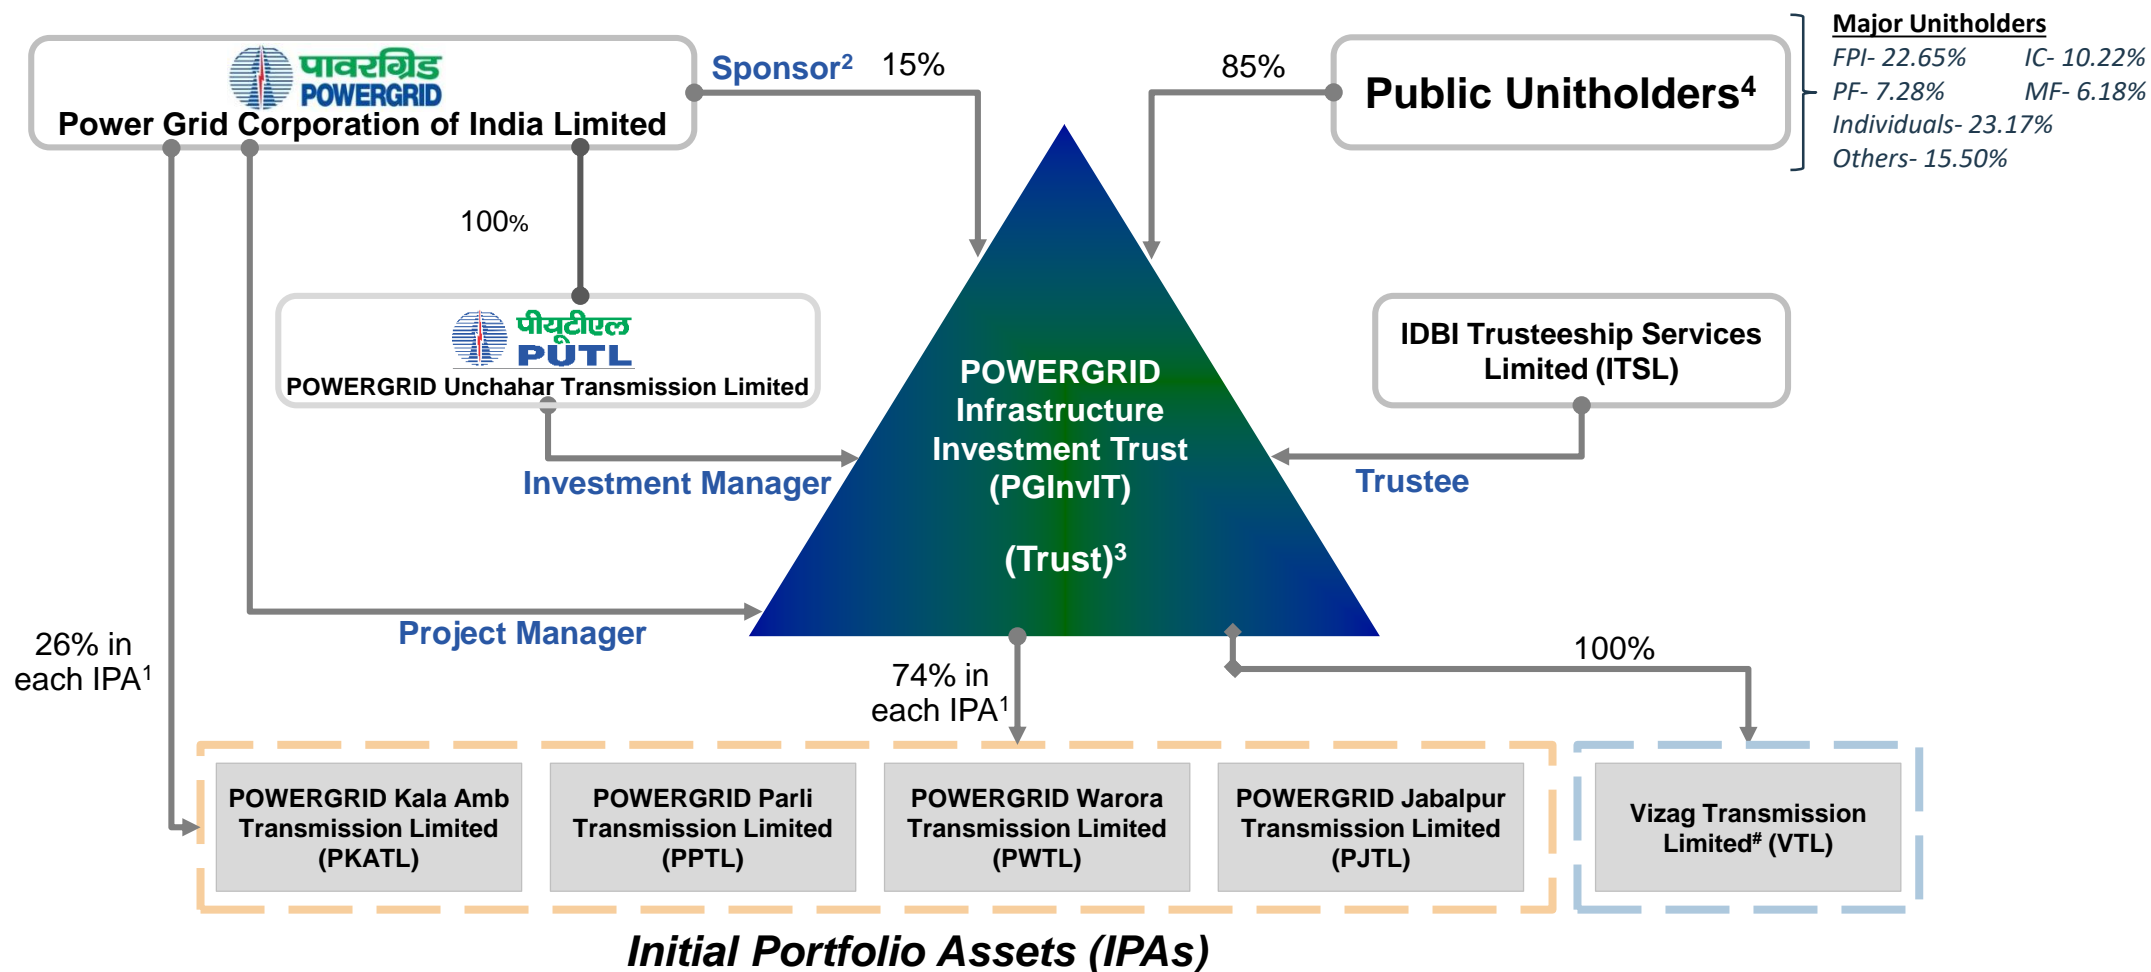 पावरग्रिड
POWERGRID
Power Grid Corporation of India Limited
Sponsor²
15%
85%
Public Unitholders⁴
Major Unitholders
FPI- 22.65% IC- 10.22%
PF- 7.28% MF- 6.18%
Individuals- 23.17%
Others- 15.50%
100%
पीयूटीएल
PUTL
POWERGRID Unchahar Transmission Limited
IDBI Trusteeship Services
Limited (ITSL)
POWERGRID
Infrastructure
Investment Trust
(PGInvIT)
(Trust)³
Investment Manager
Trustee
Project Manager
26% in
each IPA¹
74% in
each IPA¹
100%
POWERGRID Kala Amb
Transmission Limited
(PKATL)
POWERGRID Parli
Transmission Limited
(PPTL)
POWERGRID Warora
Transmission Limited
(PWTL)
POWERGRID Jabalpur
Transmission Limited
(PJTL)
Vizag Transmission
Limited# (VTL)
Initial Portfolio Assets (IPAs)